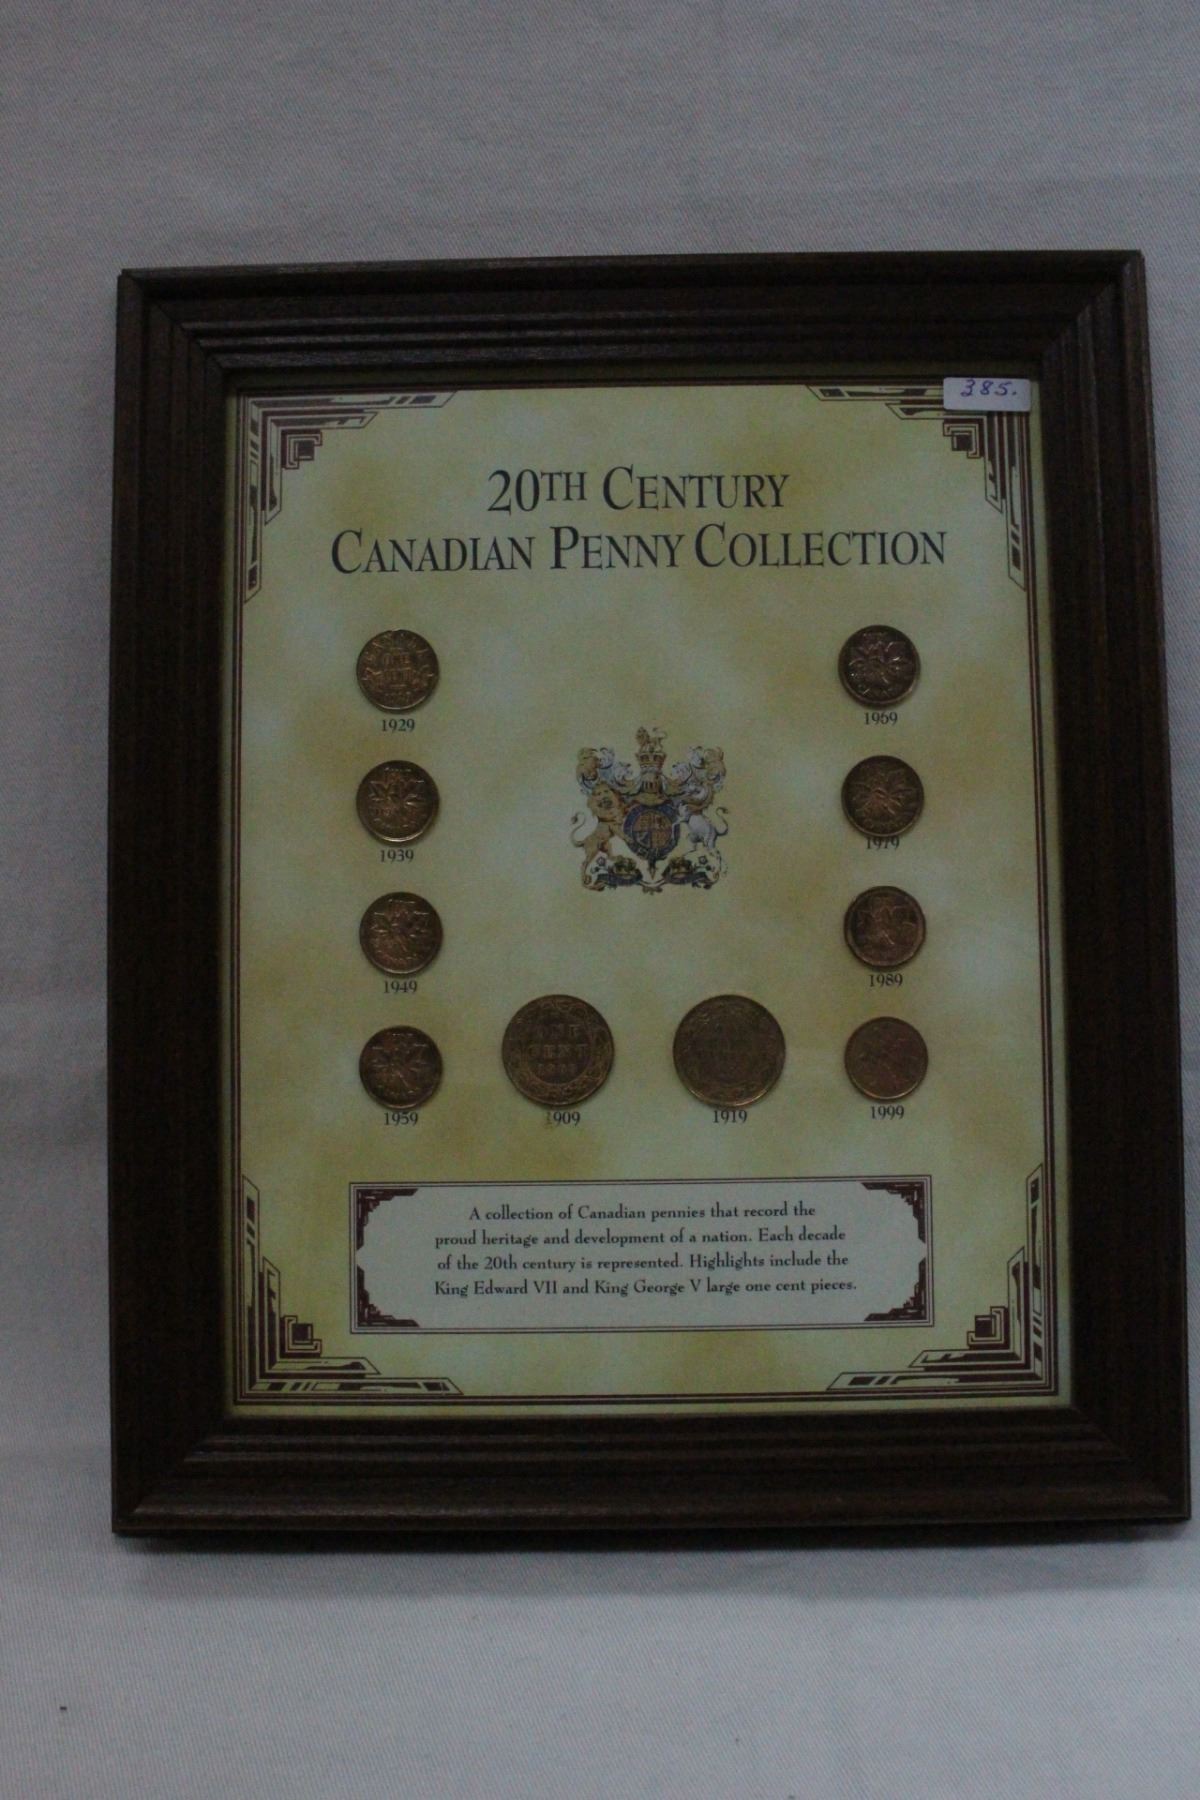 385.
20TH CENTURY
CANADIAN PENNY COLLECTION
1929
1969
1939
1979
1949
1989
ONE
CENT
1959
1909
1919
1999
A collection of Canadian pennies that record the
proud heritage and development of a nation. Each decade
of the 20th century is represented. Highlights include the
King Edward VII and King George V large one cent pieces.